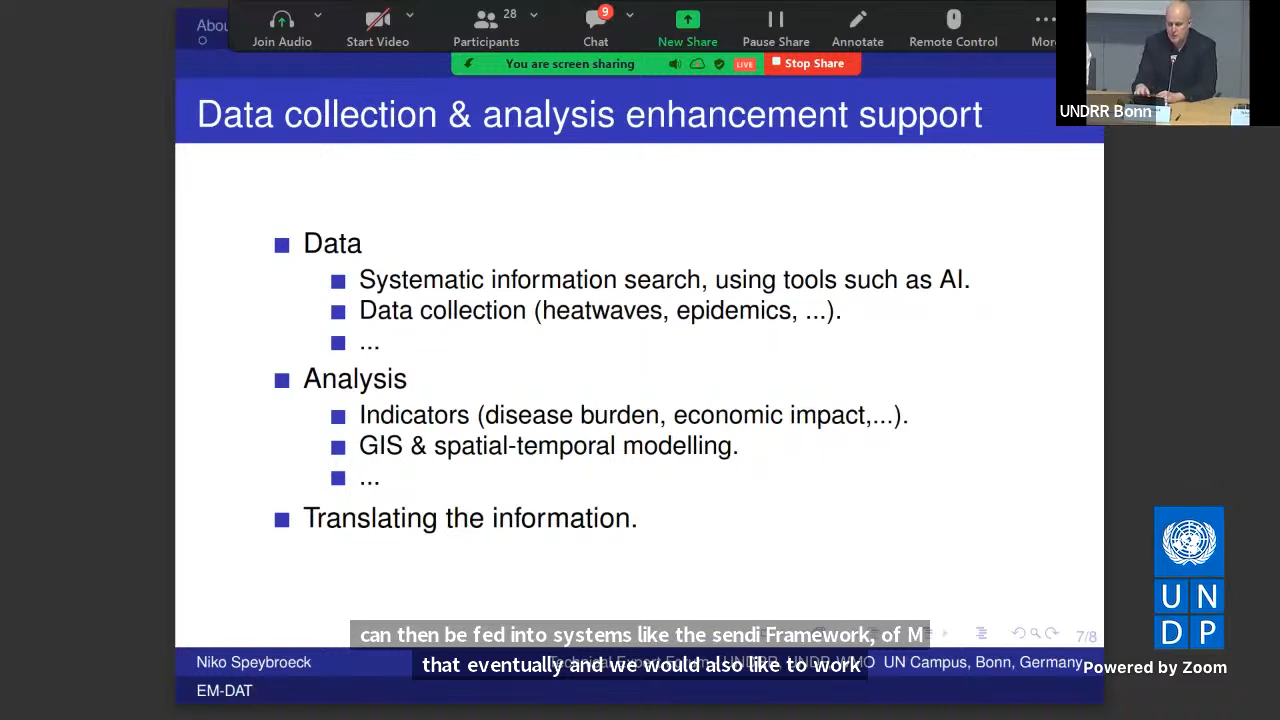 Abou
Join Audio
Start Video
28
Participants
9
Chat
New Share
Pause Share
Annotate
Remote Control
More
You are screen sharing
LIVE
Stop Share
UNDRR Bonn
Data collection & analysis enhancement support
Data
Systematic information search, using tools such as AI.
Data collection (heatwaves, epidemics, ...).
...
Analysis
Indicators (disease burden, economic impact,...).
GIS & spatial-temporal modelling.
...
Translating the information.
U N
D P
can then be fed into systems like the sendi Framework, of M
that eventually and we would also like to work
7/8
Niko Speybroeck
UN Campus, Bonn, Germany
Powered by Zoom
EM-DAT